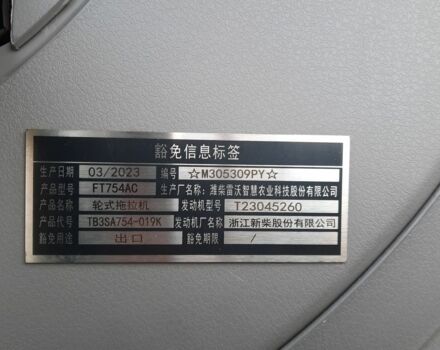 豁免信息标签
生产日期 03/2023 编号 ☆M305309PY☆
产品型号 FT754AC 生产厂名称: 潍柴雷沃智慧农业科技股份有限公司
产品名称 轮式拖拉机 发动机型号 T23045260
产品代号 TB3SA754-019K 发动机厂名称 浙江新柴股份有限公司
豁免用途 出口 豁免期限 /